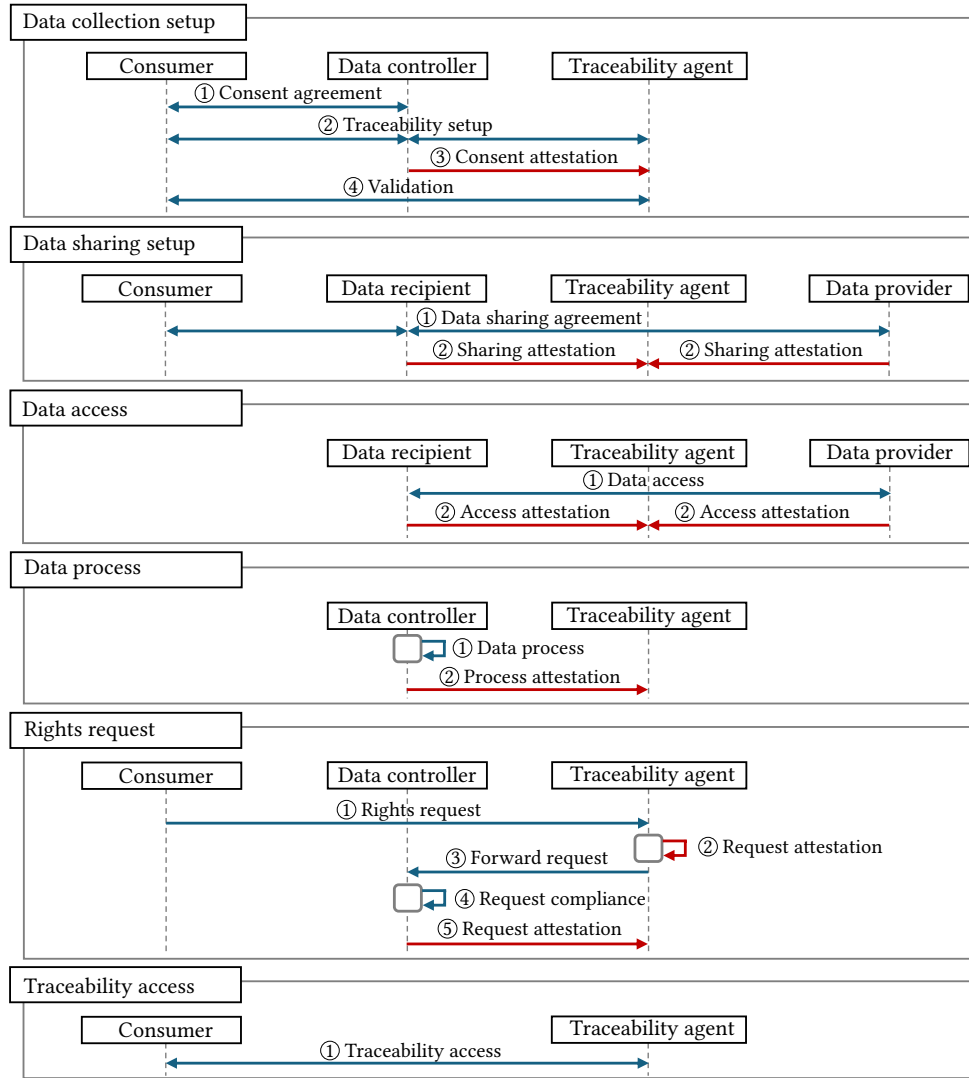 Data collection setup
Consumer Data controller Traceability agent
① Consent agreement
② Traceability setup
③ Consent attestation
④ Validation
Data sharing setup
Consumer Data recipient Traceability agent Data provider
① Data sharing agreement
② Sharing attestation ② Sharing attestation
Data access
Data recipient Traceability agent Data provider
① Data access
② Access attestation ② Access attestation
Data process
Data controller Traceability agent
① Data process
② Process attestation
Rights request
Consumer Data controller Traceability agent
① Rights request
② Request attestation
③ Forward request
④ Request compliance
⑤ Request attestation
Traceability access
Consumer Traceability agent
① Traceability access